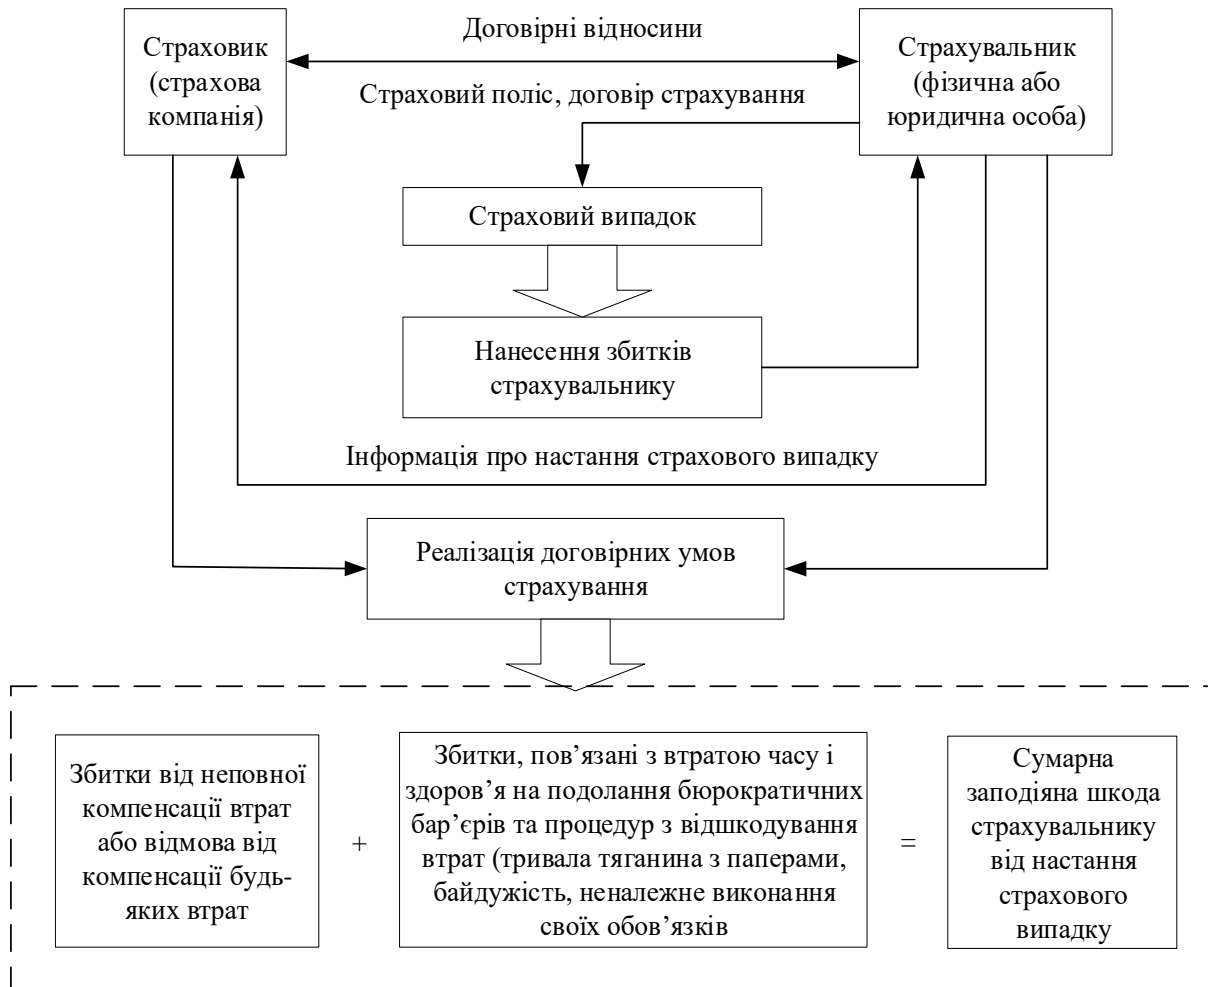 Страховик
(страхова
компанія)
Договірні відносини
Страховий поліс, договір страхування
Страхувальник
(фізична або
юридична особа)
Страховий випадок
Нанесення збитків
страхувальнику
Інформація про настання страхового випадку
Реалізація договірних умов
страхування
Збитки від неповної
компенсації втрат
або відмова від
компенсації будь-
яких втрат
+
Збитки, пов’язані з втратою часу і
здоров’я на подолання бюрократичних
бар’єрів та процедур з відшкодування
втрат (тривала тяганина з паперами,
байдужість, неналежне виконання
своїх обов’язків
=
Сумарна
заподіяна шкода
страхувальнику
від настання
страхового
випадку